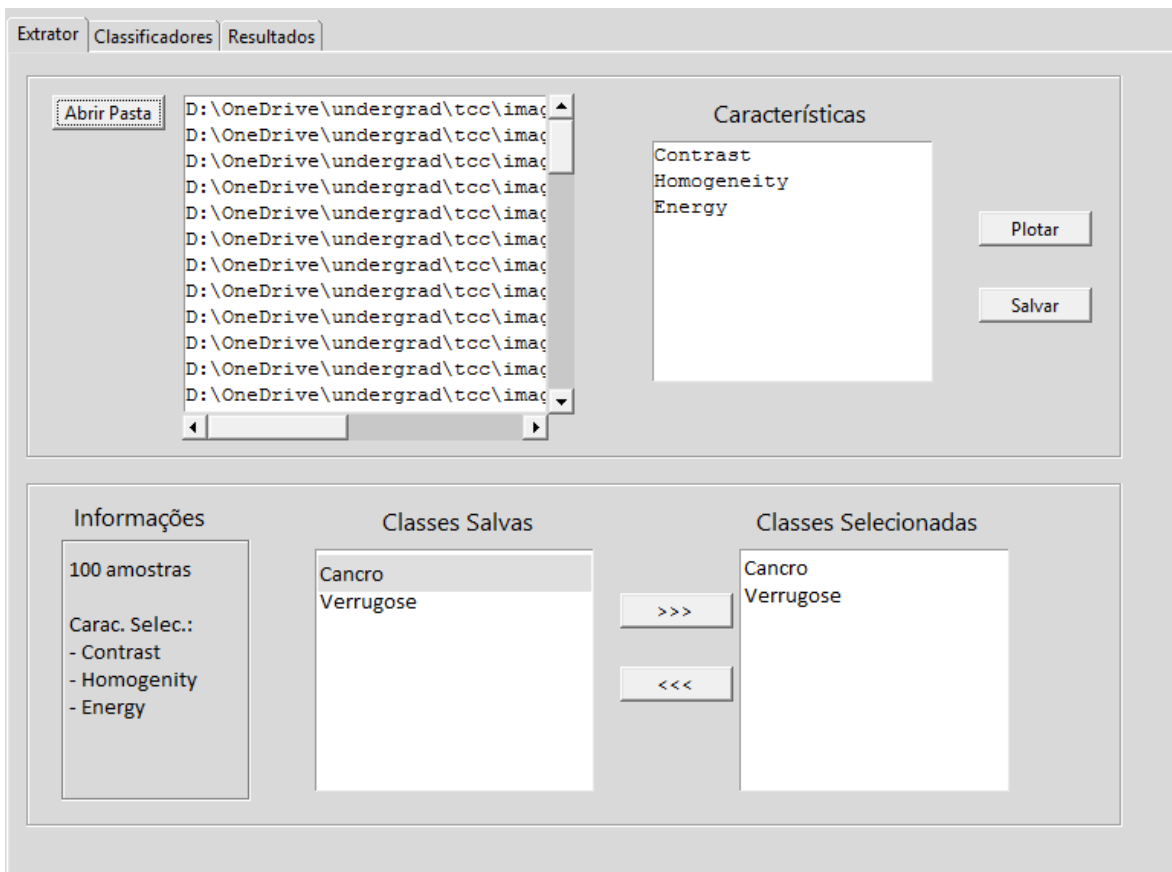 Extrator Classificadores Resultados
Abrir Pasta
D:\OneDrive\undergrad\tcc\imag
D:\OneDrive\undergrad\tcc\imag
D:\OneDrive\undergrad\tcc\imag
D:\OneDrive\undergrad\tcc\imag
D:\OneDrive\undergrad\tcc\imag
D:\OneDrive\undergrad\tcc\imag
D:\OneDrive\undergrad\tcc\imag
D:\OneDrive\undergrad\tcc\imag
D:\OneDrive\undergrad\tcc\imag
D:\OneDrive\undergrad\tcc\imag
D:\OneDrive\undergrad\tcc\imag
D:\OneDrive\undergrad\tcc\imag
Características
Contrast
Homogeneity
Energy
Plotar
Salvar
Informações
100 amostras
Carac. Selec.:
- Contrast
- Homogenity
- Energy
Classes Salvas
Cancro
Verrugose
>>>
<<<
Classes Selecionadas
Cancro
Verrugose